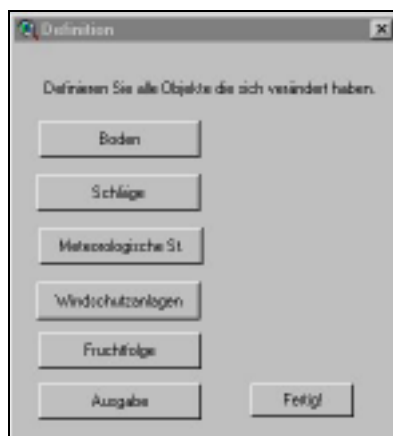 Definition
Definieren Sie alle Objekte die sich verändert haben.
Boden
Schläge
Meteorologische St.
Windschutzanlagen
Fruchtfolge
Ausgabe
Fertig!